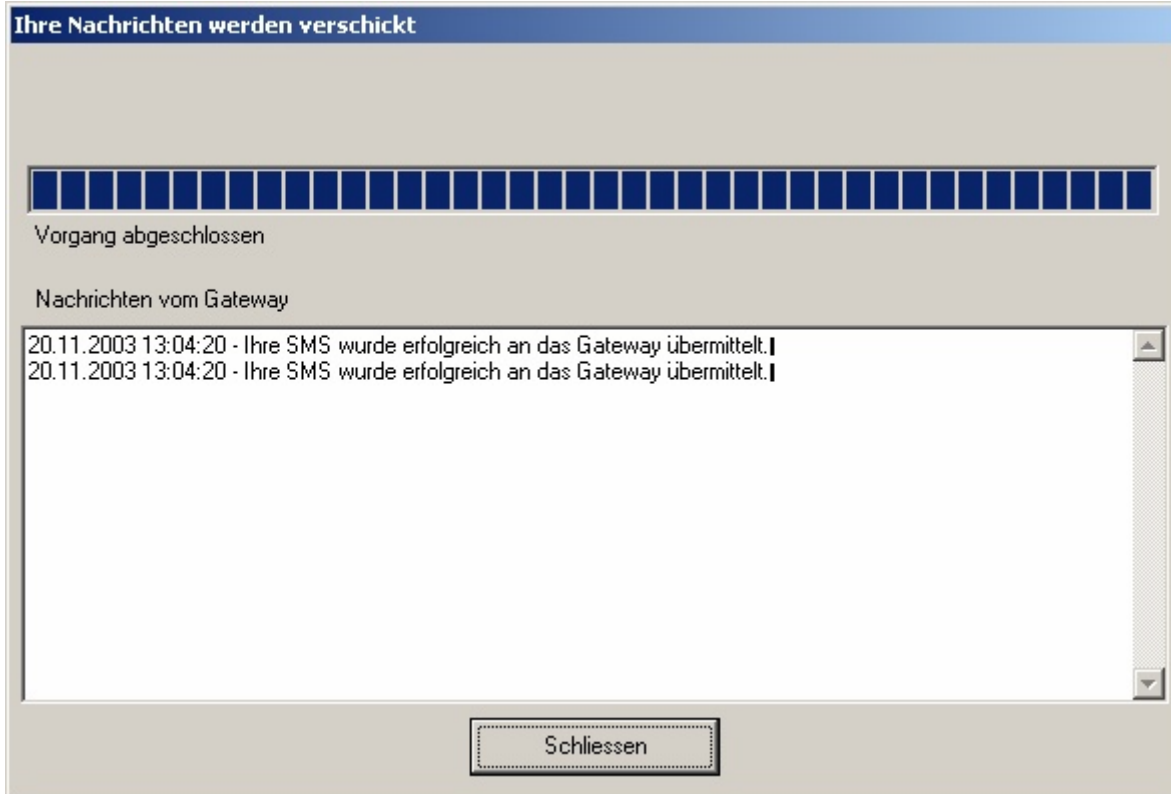 Ihre Nachrichten werden verschickt
Vorgang abgeschlossen
Nachrichten vom Gateway
20.11.2003 13:04:20 - Ihre SMS wurde erfolgreich an das Gateway übermittelt.
20.11.2003 13:04:20 - Ihre SMS wurde erfolgreich an das Gateway übermittelt.
Schliessen